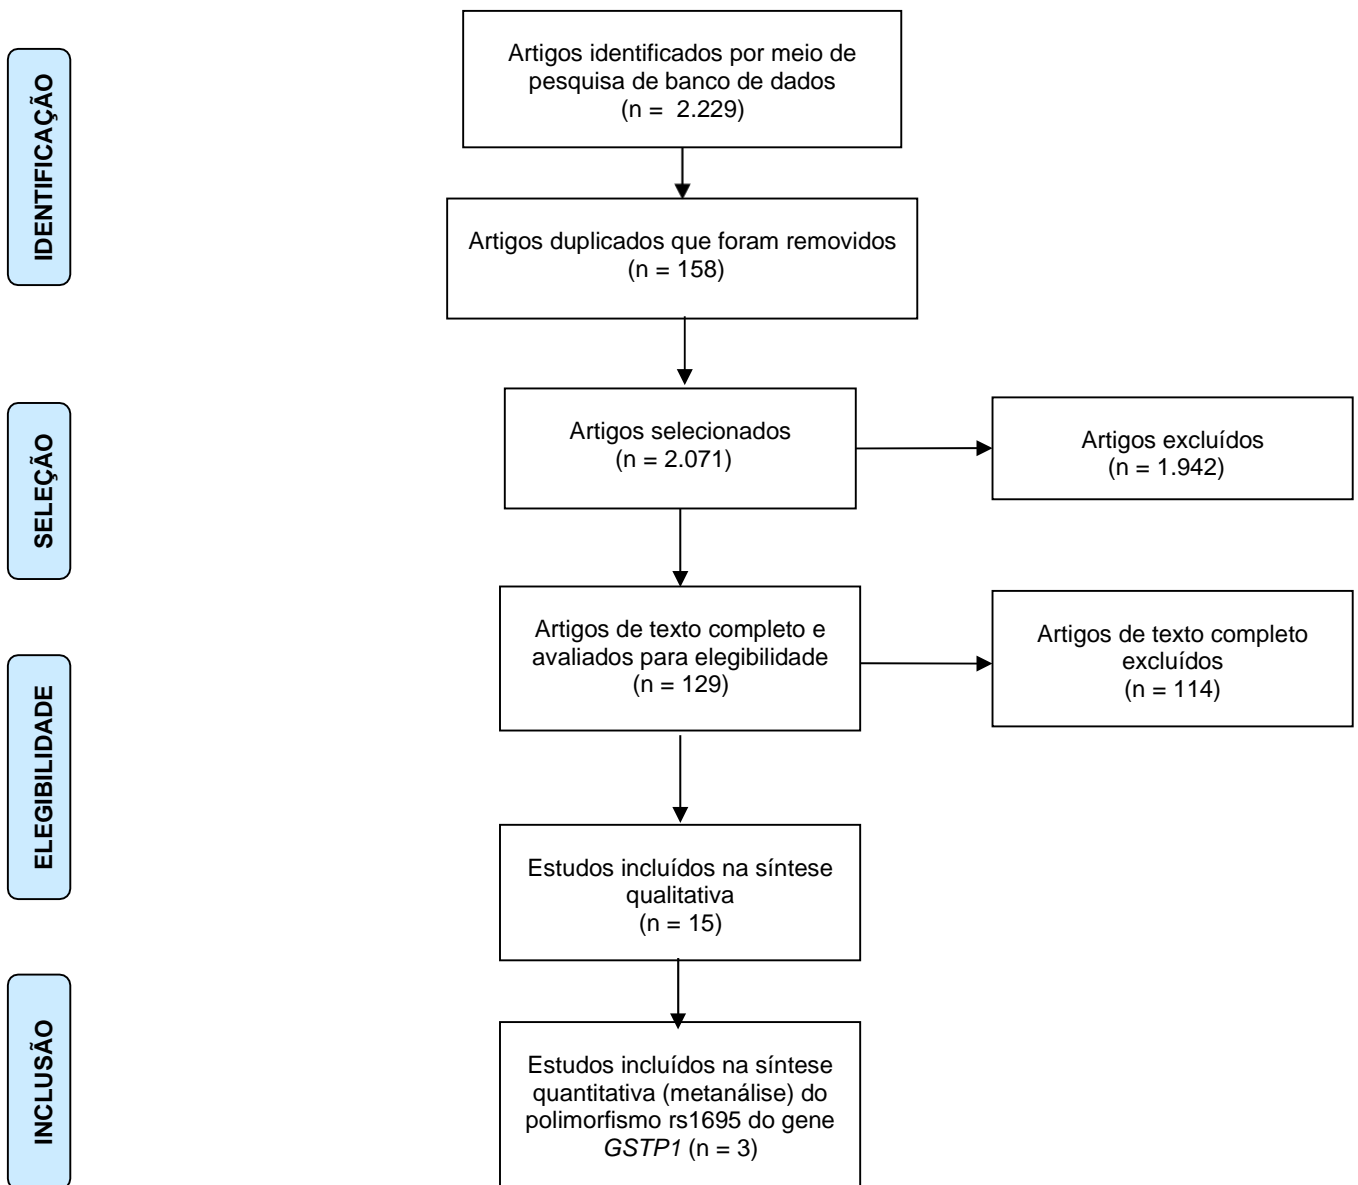 IDENTIFICAÇÃO
Artigos identificados por meio de
pesquisa de banco de dados
(n = 2.229)
Artigos duplicados que foram removidos
(n = 158)
SELEÇÃO
Artigos selecionados
(n = 2.071)
Artigos excluídos
(n = 1.942)
ELEGIBILIDADE
Artigos de texto completo e
avaliados para elegibilidade
(n = 129)
Artigos de texto completo
excluídos
(n = 114)
Estudos incluídos na síntese
qualitativa
(n = 15)
INCLUSÃO
Estudos incluídos na síntese
quantitativa (metanálise) do
polimorfismo rs1695 do gene
GSTP1 (n = 3)